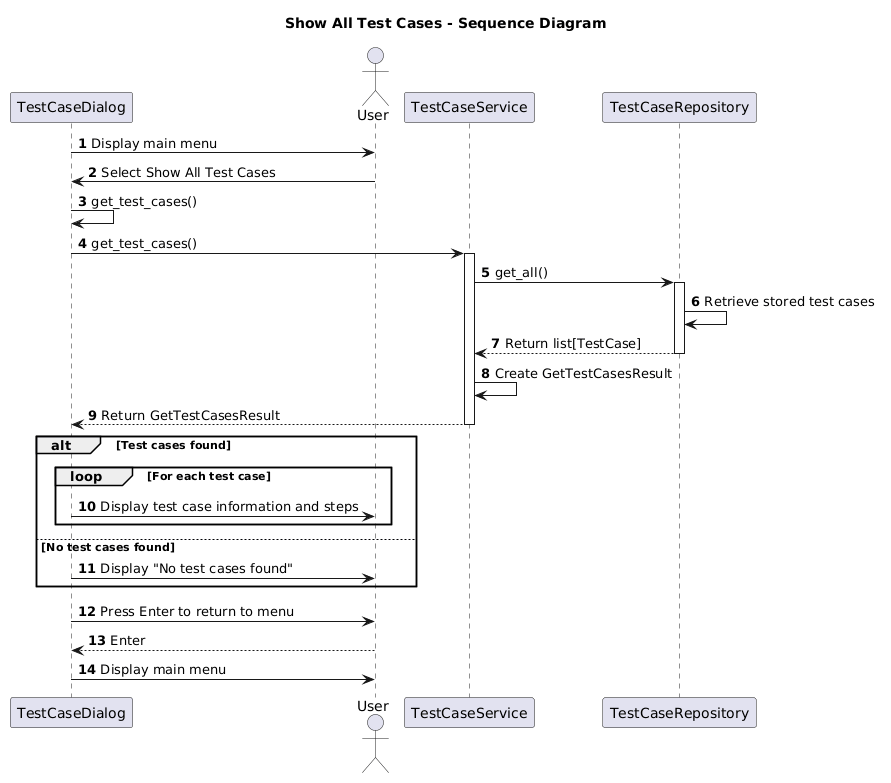 Show All Test Cases - Sequence Diagram
TestCaseDialog
User
TestCaseService
TestCaseRepository
1 Display main menu
2 Select Show All Test Cases
3 get_test_cases()
4 get_test_cases()
5 get_all()
6 Retrieve stored test cases
7 Return list[TestCase]
8 Create GetTestCasesResult
9 Return GetTestCasesResult
alt [Test cases found]
loop [For each test case]
10 Display test case information and steps
[No test cases found]
11 Display "No test cases found"
12 Press Enter to return to menu
13 Enter
14 Display main menu
TestCaseDialog
User
TestCaseService
TestCaseRepository